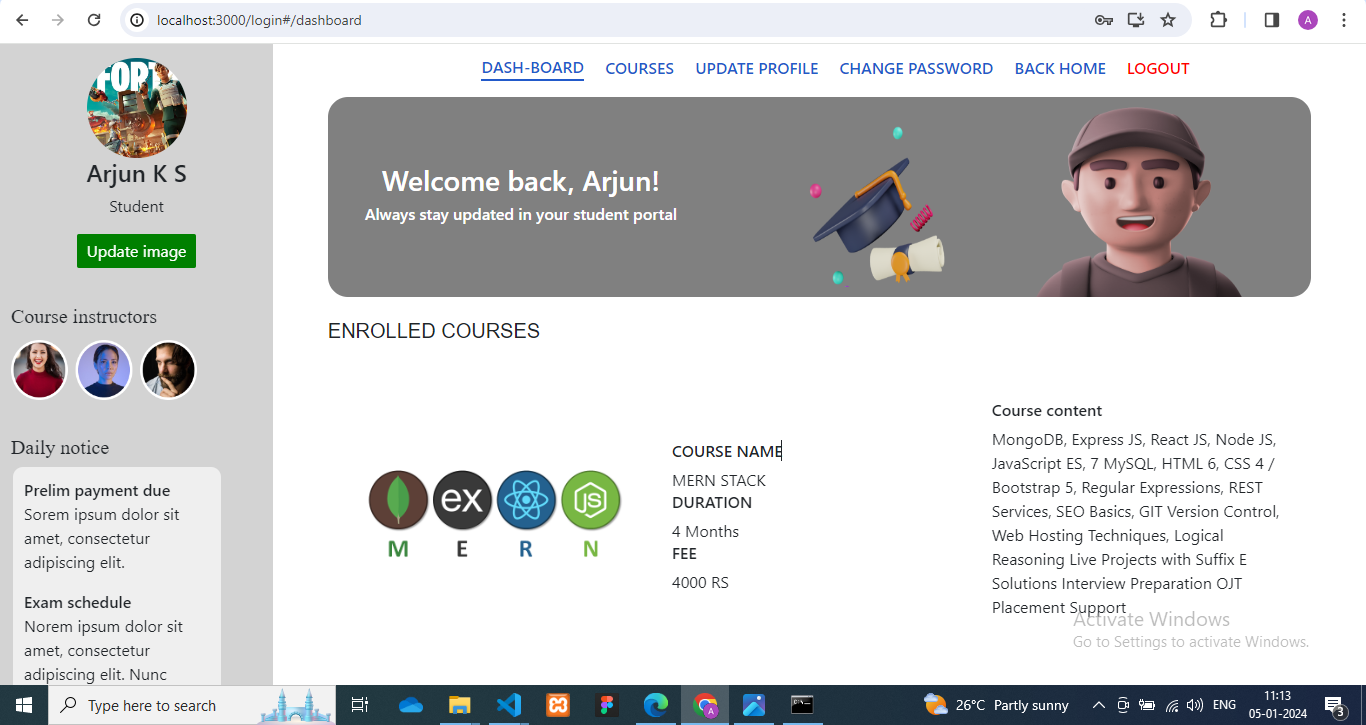 localhost:3000/login#/dashboard
A
FORT
Arjun K S
Student
Update image
Course instructors
Daily notice
Prelim payment due
Sorem ipsum dolor sit
amet, consectetur
adipiscing elit.
Exam schedule
Norem ipsum dolor sit
amet, consectetur
adipiscing elit. Nunc
DASH-BOARD COURSES UPDATE PROFILE CHANGE PASSWORD BACK HOME LOGOUT
Welcome back, Arjun!
Always stay updated in your student portal
ENROLLED COURSES
ex
JS
M E R N
COURSE NAME
MERN STACK
DURATION
4 Months
FEE
4000 RS
Course content
MongoDB, Express JS, React JS, Node JS,
JavaScript ES, 7 MySQL, HTML 6, CSS 4 /
Bootstrap 5, Regular Expressions, REST
Services, SEO Basics, GIT Version Control,
Web Hosting Techniques, Logical
Reasoning Live Projects with Suffix E
Solutions Interview Preparation OJT
Placement Support
Activate Windows
Go to Settings to activate Windows.
Type here to search
A
26°C Partly sunny
ENG
11:13
05-01-2024
3